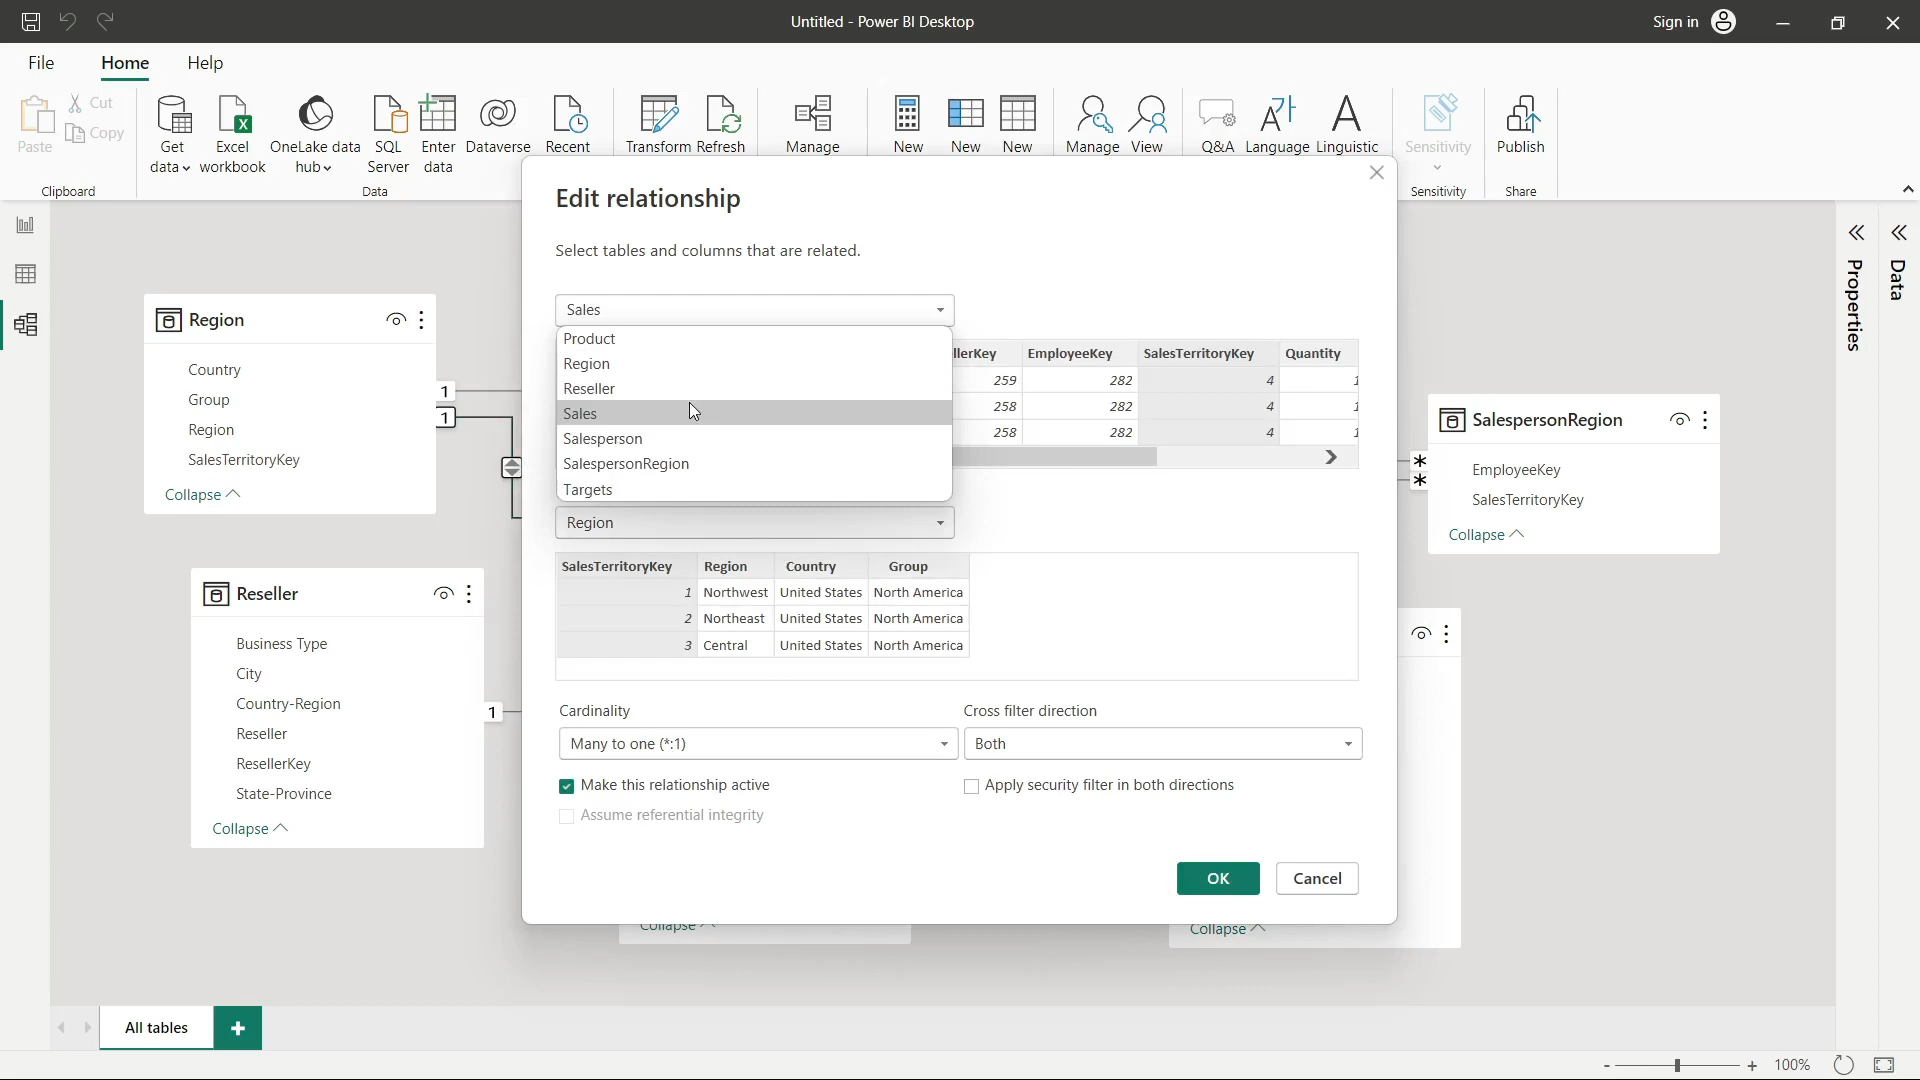 Untitled - Power BI Desktop
Sign in
File
Home
Help
Paste
Cut
Copy
Clipboard
Get data
Excel workbook
OneLake data hub
SQL Server
Enter data
Dataverse
Recent
Data
Transform
Refresh
Manage
New
New
New
Manage
View
Q&A
Language
Linguistic
Sensitivity
Sensitivity
Publish
Share
Region
Country
Group
Region
SalesTerritoryKey
Collapse
1
1
Reseller
Business Type
City
Country-Region
Reseller
ResellerKey
State-Province
Collapse
1
Edit relationship
Select tables and columns that are related.
Sales
Product
Region
Reseller
Sales
Salesperson
SalespersonRegion
Targets
llerKey EmployeeKey SalesTerritoryKey Quantity
259 282 4 1
258 282 4 1
258 282 4 1
Region
SalesTerritoryKey Region Country Group
1 Northwest United States North America
2 Northeast United States North America
3 Central United States North America
Cardinality
Many to one (*:1)
Cross filter direction
Both
Make this relationship active
Apply security filter in both directions
Assume referential integrity
OK
Cancel
Collapse
Collapse
SalespersonRegion
EmployeeKey
SalesTerritoryKey
Collapse
*
*
Properties
Data
All tables
+
- + 100%